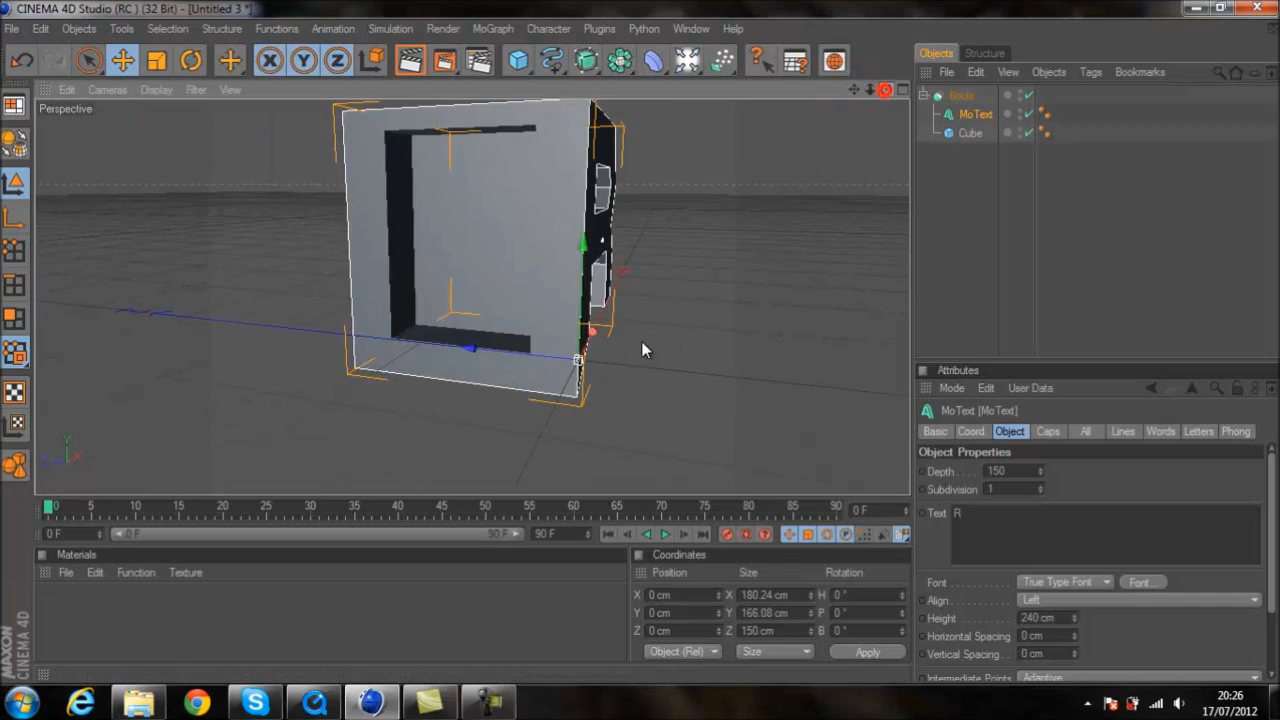 CINEMA 4D Studio (RC ) (32 Bit) - [Untitled 3 *]
File Edit Objects Tools Selection Structure Functions Animation Simulation Render MoGraph Character Plugins Python Window Help
X Y Z
Edit Cameras Display Filter View
Perspective
Y
X
Z
0 5 10 15 20 25 30 35 40 45 50 55 60 65 70 75 80 85 90 0 F
0 F 0 F 90 F 90 F
Materials
File Edit Function Texture
Coordinates
Position Size Rotation
X 0 cm X 180.24 cm H 0 °
Y 0 cm Y 166.08 cm P 0 °
Z 0 cm Z 150 cm B 0 °
Object (Rel) Size Apply
Objects Structure
File Edit View Objects Tags Bookmarks
MoText
Cube
Attributes
Mode Edit User Data
MoText [MoText]
Basic Coord. Object Caps All Lines Words Letters Phong
Object Properties
Depth 150
Subdivision 1
Text R
Font True Type Font Font...
Align Left
Height 240 cm
Horizontal Spacing 0 cm
Vertical Spacing 0 cm
Intermediate Points Adaptive
MAXON
CINEMA 4D
20:26
17/07/2012